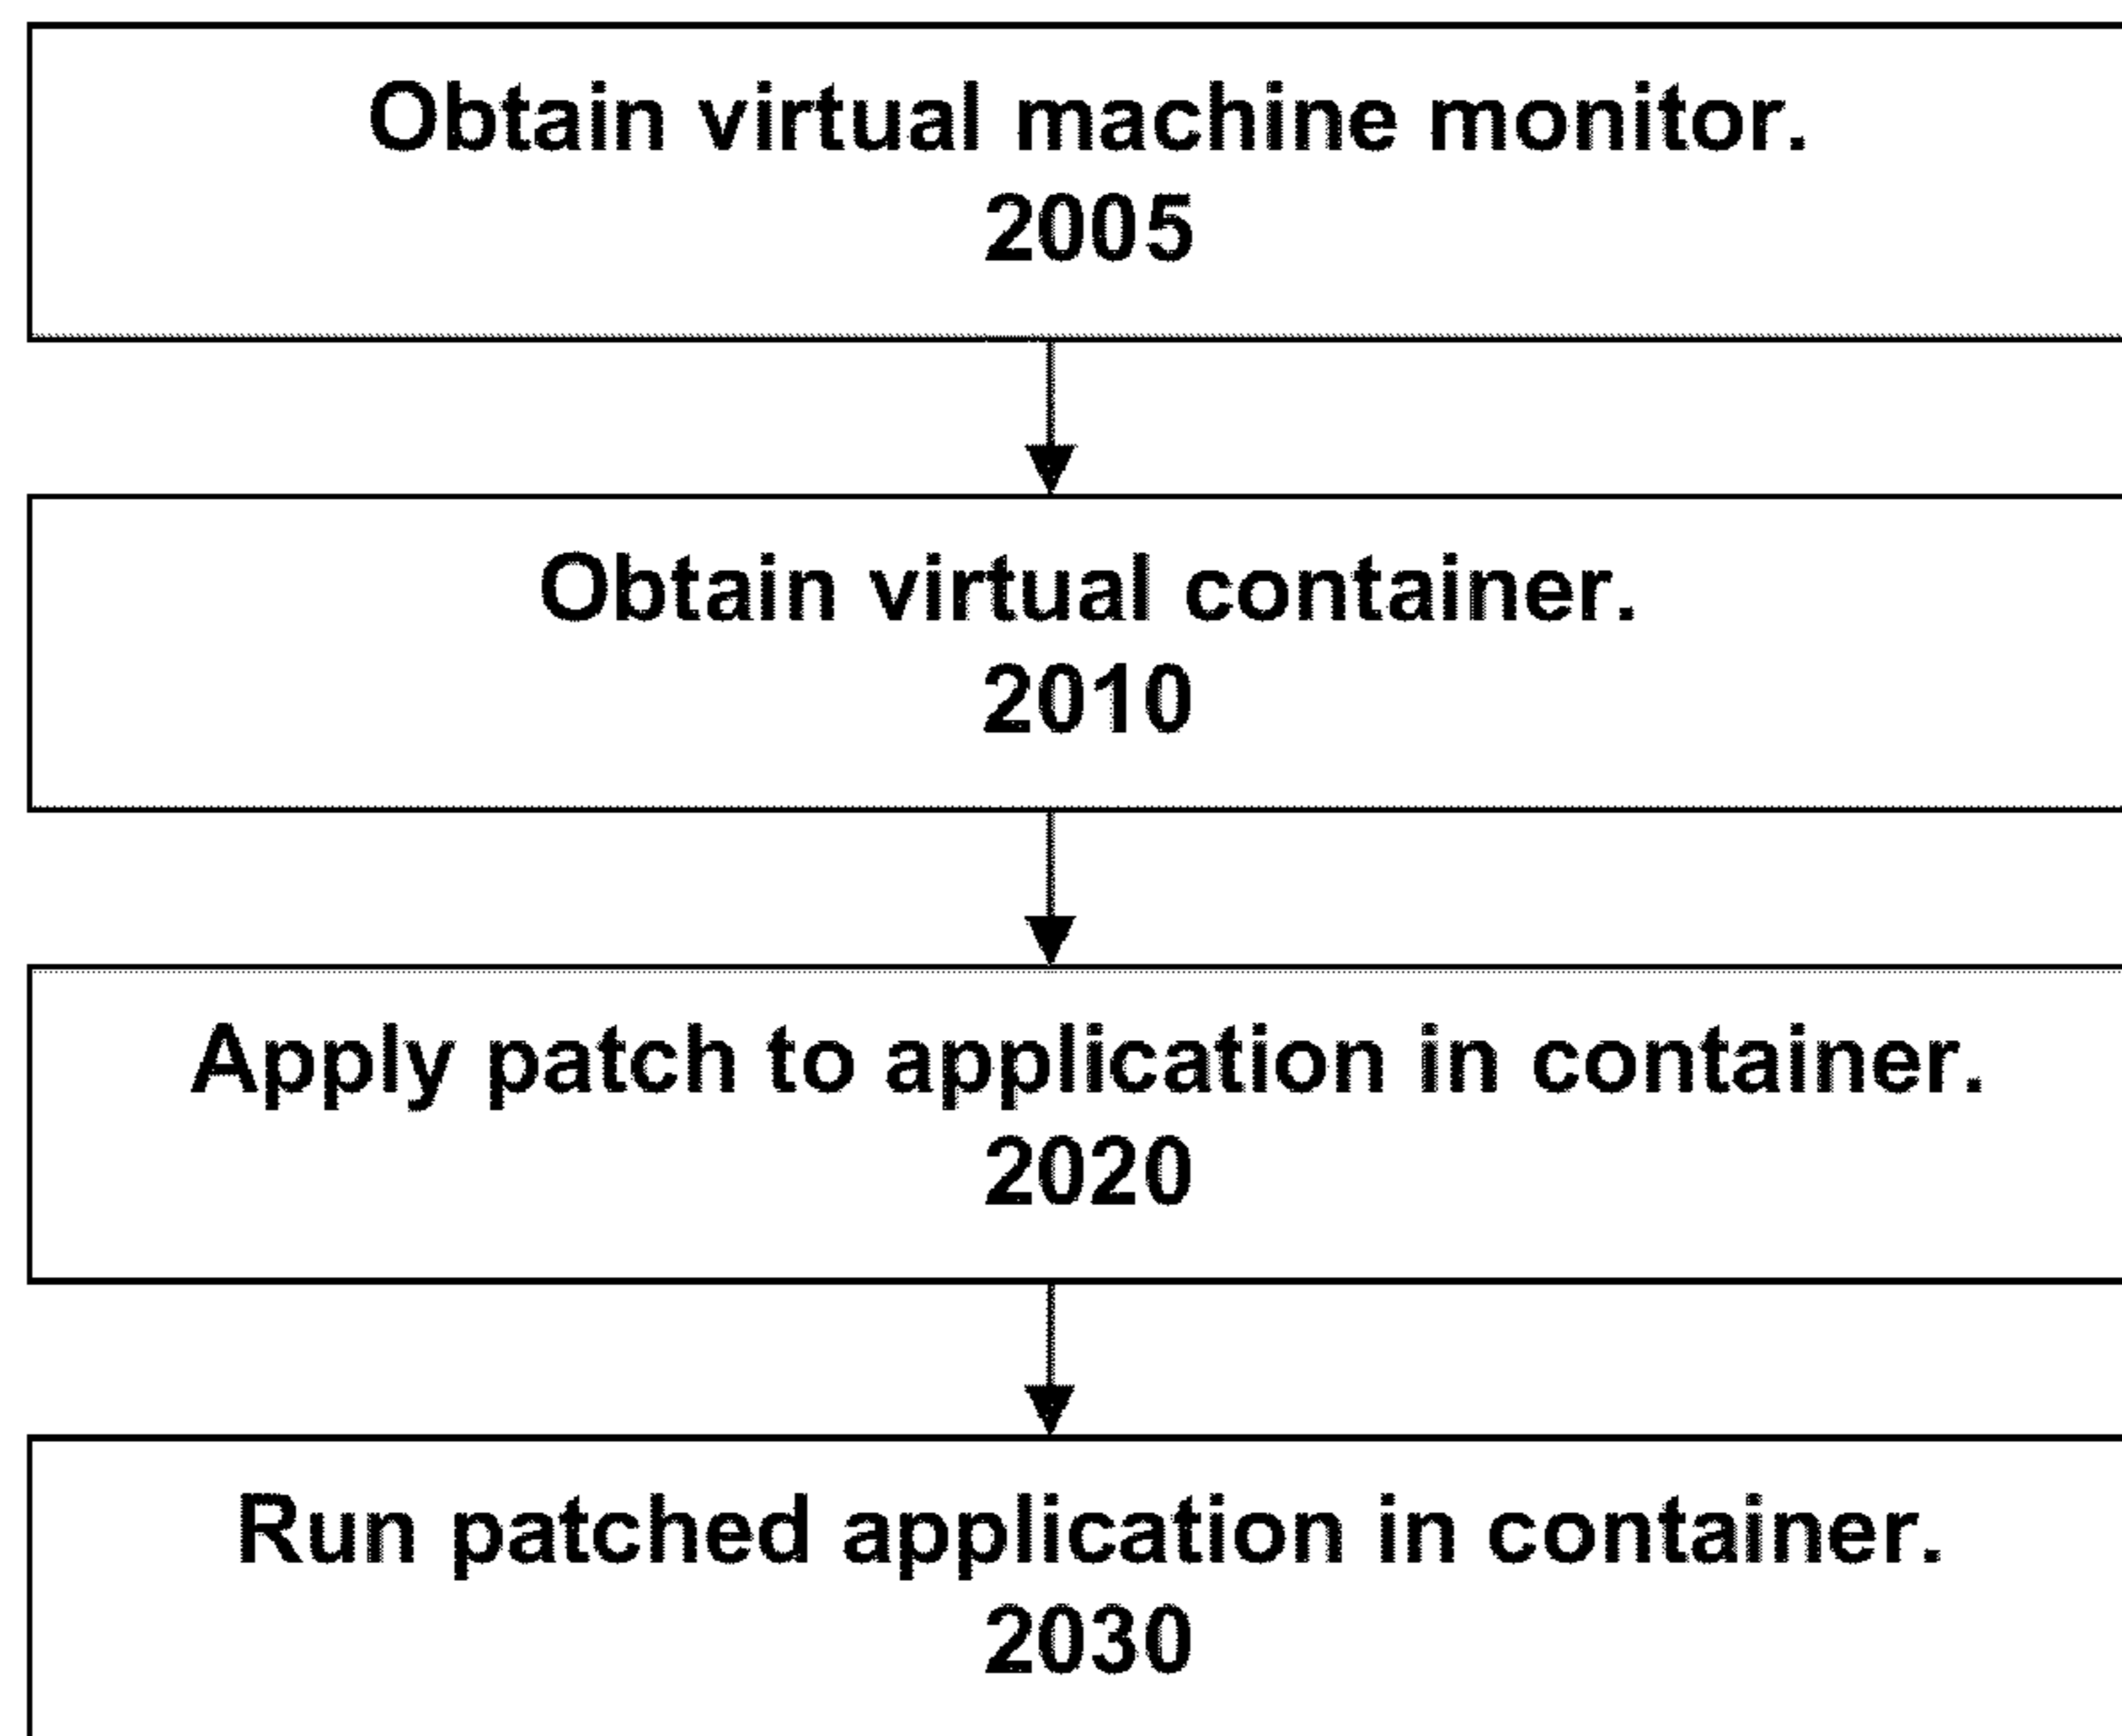 Obtain virtual machine monitor.
2005
Obtain virtual container.
2010
Apply patch to application in container.
2020
Run patched application in container.
2030